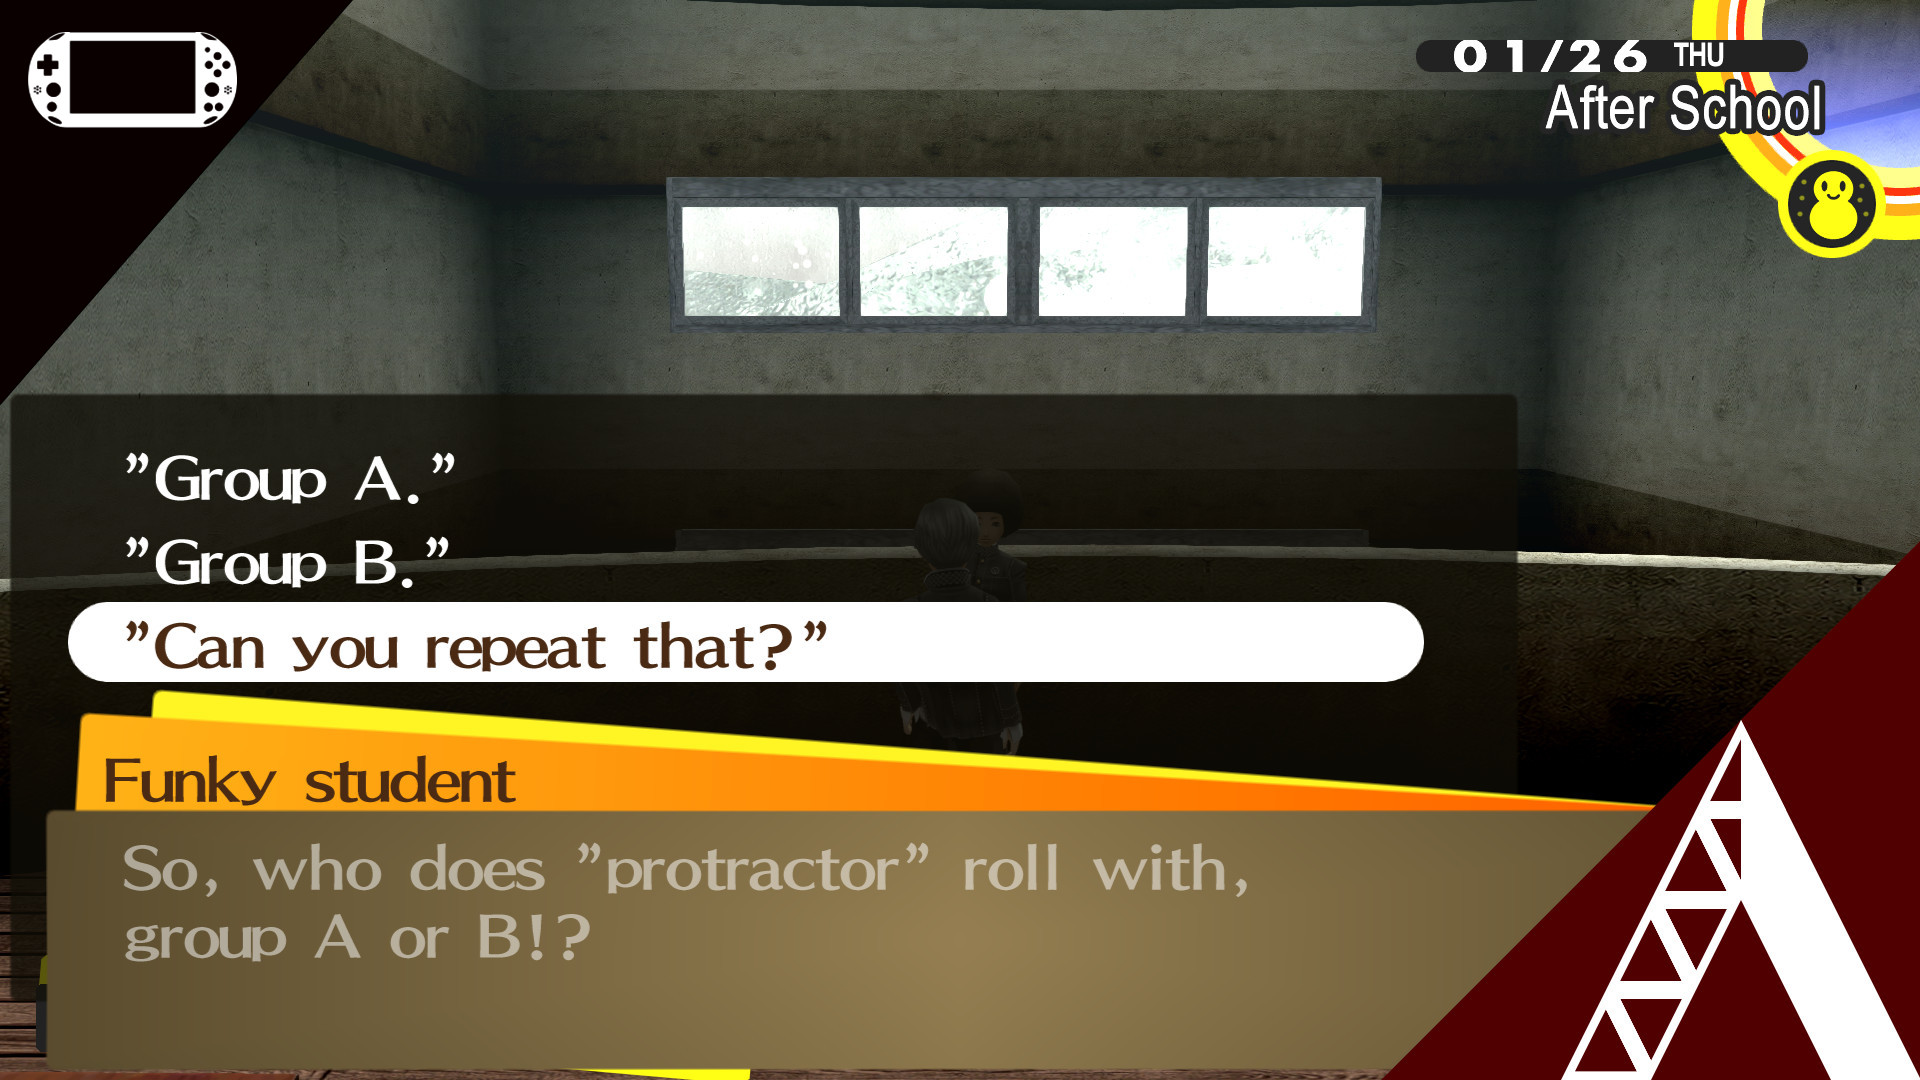 01/26 THU
After School
”Group A.”
”Group B.”
”Can you repeat that?”
Funky student
So, who does ”protractor” roll with,
group A or B!?